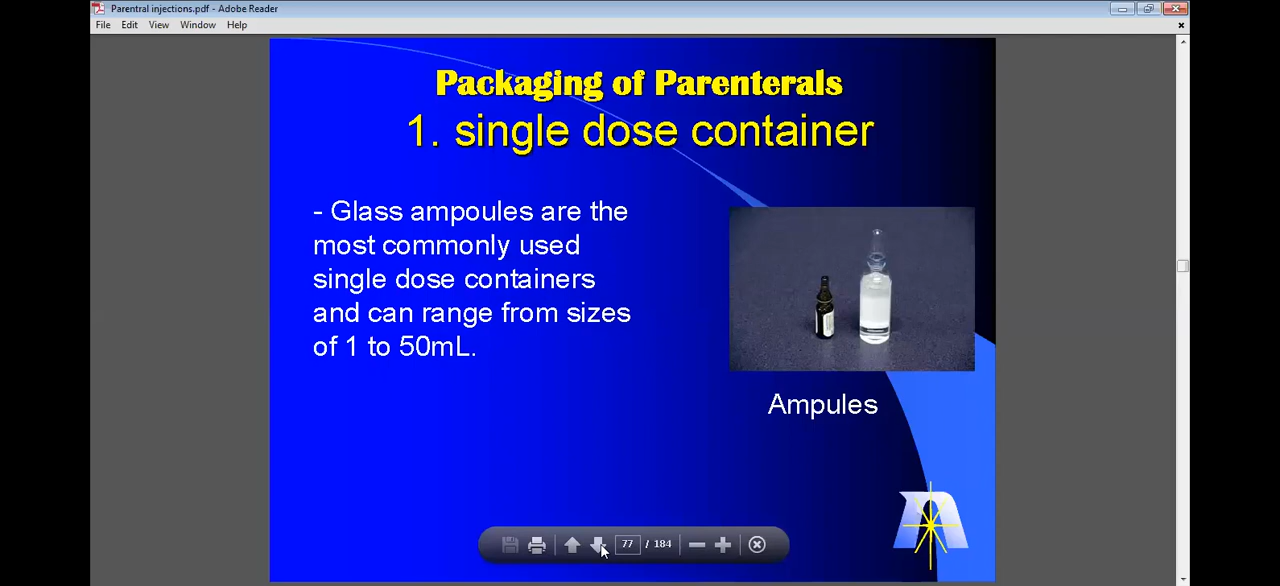 Parentral injections.pdf - Adobe Reader
File Edit View Window Help
Packaging of Parenterals
1. single dose container
- Glass ampoules are the
most commonly used
single dose containers
and can range from sizes
of 1 to 50mL.
Ampules
77 / 184